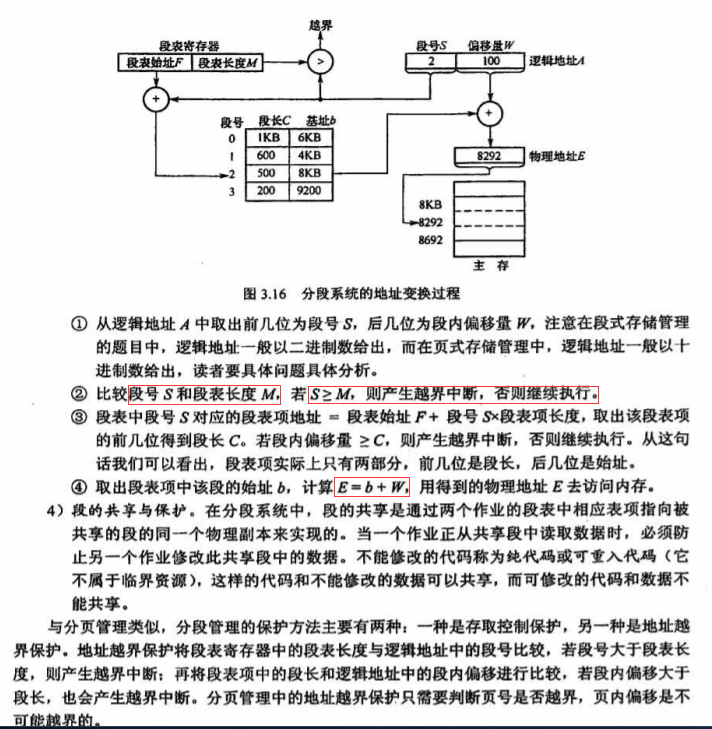 越界
段表寄存器
段号S 偏移量W
段表始址F 段表长度M > 2 100 逻辑地址A
+
+
段号 段长C 基址b
0 1KB 6KB
1 600 4KB
8292 物理地址E
2 500 8KB
3 200 9200
8KB
8292
8692
主 存
图 3.16 分段系统的地址变换过程
① 从逻辑地址 A 中取出前几位为段号 S，后几位为段内偏移量 W，注意在段式存储管理
的题目中，逻辑地址一般以二进制数给出，而在页式存储管理中，逻辑地址一般以十
进制数给出，读者要具体问题具体分析。
② 比较段号 S 和段表长度 M，若 S≥M，则产生越界中断，否则继续执行。
③ 段表中段号 S 对应的段表项地址 = 段表始址 F + 段号 S×段表项长度，取出该段表项
的前几位得到段长 C。若段内偏移量 ≥C，则产生越界中断，否则继续执行。从这句
话我们可以看出，段表项实际上只有两部分，前几位是段长，后几位是始址。
④ 取出段表项中该段的始址 b，计算 E = b + W，用得到的物理地址 E 去访问内存。
4）段的共享与保护。在分段系统中，段的共享是通过两个作业的段表中相应表项指向被
共享的段的同一个物理副本来实现的。当一个作业正从共享段中读取数据时，必须防
止另一个作业修改此共享段中的数据。不能修改的代码称为纯代码或可重入代码（它
不属于临界资源），这样的代码和不能修改的数据可以共享，而可修改的代码和数据不
能共享。
与分页管理类似，分段管理的保护方法主要有两种：一种是存取控制保护，另一种是地址越
界保护。地址越界保护将段表寄存器中的段表长度与逻辑地址中的段号比较，若段号大于段表长
度，则产生越界中断；再将段表项中的段长和逻辑地址中的段内偏移进行比较，若段内偏移大于
段长，也会产生越界中断。分页管理中的地址越界保护只需要判断页号是否越界，页内偏移是不
可能越界的。